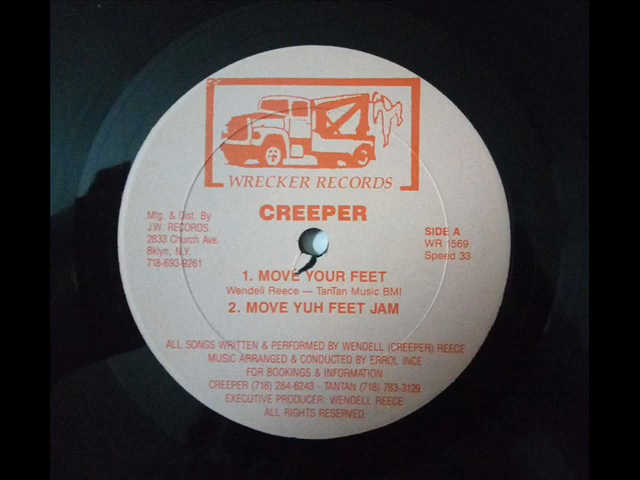 WRECKER RECORDS
CREEPER
Mfg. & Dist. By
J.W. RECORDS
2833 Church Ave.
Bklyn, N.Y.
718-693-9261
SIDE A
WR 1569
Speed 33
1. MOVE YOUR FEET
Wendell Reece — TanTan Music BMI
2. MOVE YUH FEET JAM
ALL SONGS WRITTEN & PERFORMED BY WENDELL (CREEPER) REECE
MUSIC ARRANGED & CONDUCTED BY ERROL INCE
FOR BOOKINGS & INFORMATION
CREEPER (718) 284-6243 - TANTAN (718) 783-3129
EXECUTIVE PRODUCER: WENDELL REECE
ALL RIGHTS RESERVED